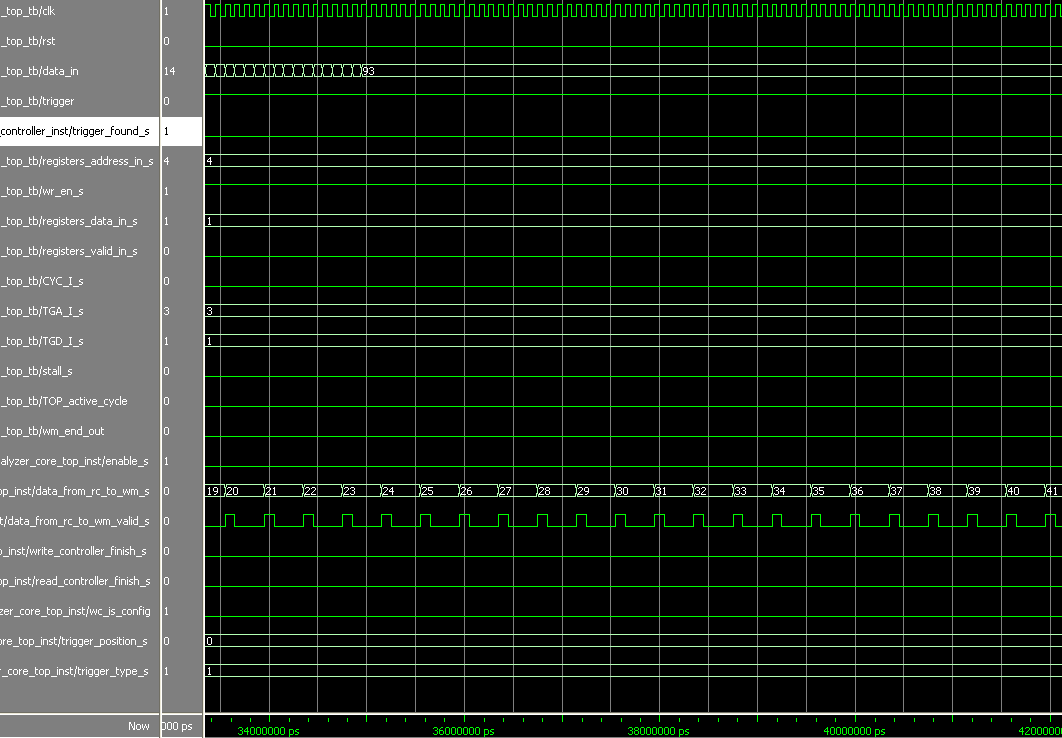 _top_tb/clk 1
_top_tb/rst 0
_top_tb/data_in 14 93
_top_tb/trigger 0
controller_inst/trigger_found_s 1
_top_tb/registers_address_in_s 4 4
_top_tb/wr_en_s 1
_top_tb/registers_data_in_s 1 1
_top_tb/registers_valid_in_s 0
_top_tb/CYC_I_s 0
_top_tb/TGA_I_s 3 3
_top_tb/TGD_I_s 1 1
_top_tb/stall_s 0
_top_tb/TOP_active_cycle 0
_top_tb/wm_end_out 0
alyzer_core_top_inst/enable_s 1
op_inst/data_from_rc_to_wm_s 0 19 20 21 22 23 24 25 26 27 28 29 30 31 32 33 34 35 36 37 38 39 40 41
t/data_from_rc_to_wm_valid_s 0
p_inst/write_controller_finish_s 0
op_inst/read_controller_finish_s 0
zer_core_top_inst/wc_is_config 1
ore_top_inst/trigger_position_s 0 0
r_core_top_inst/trigger_type_s 1 1
Now 000 ps 34000000 ps 36000000 ps 38000000 ps 40000000 ps 4200000